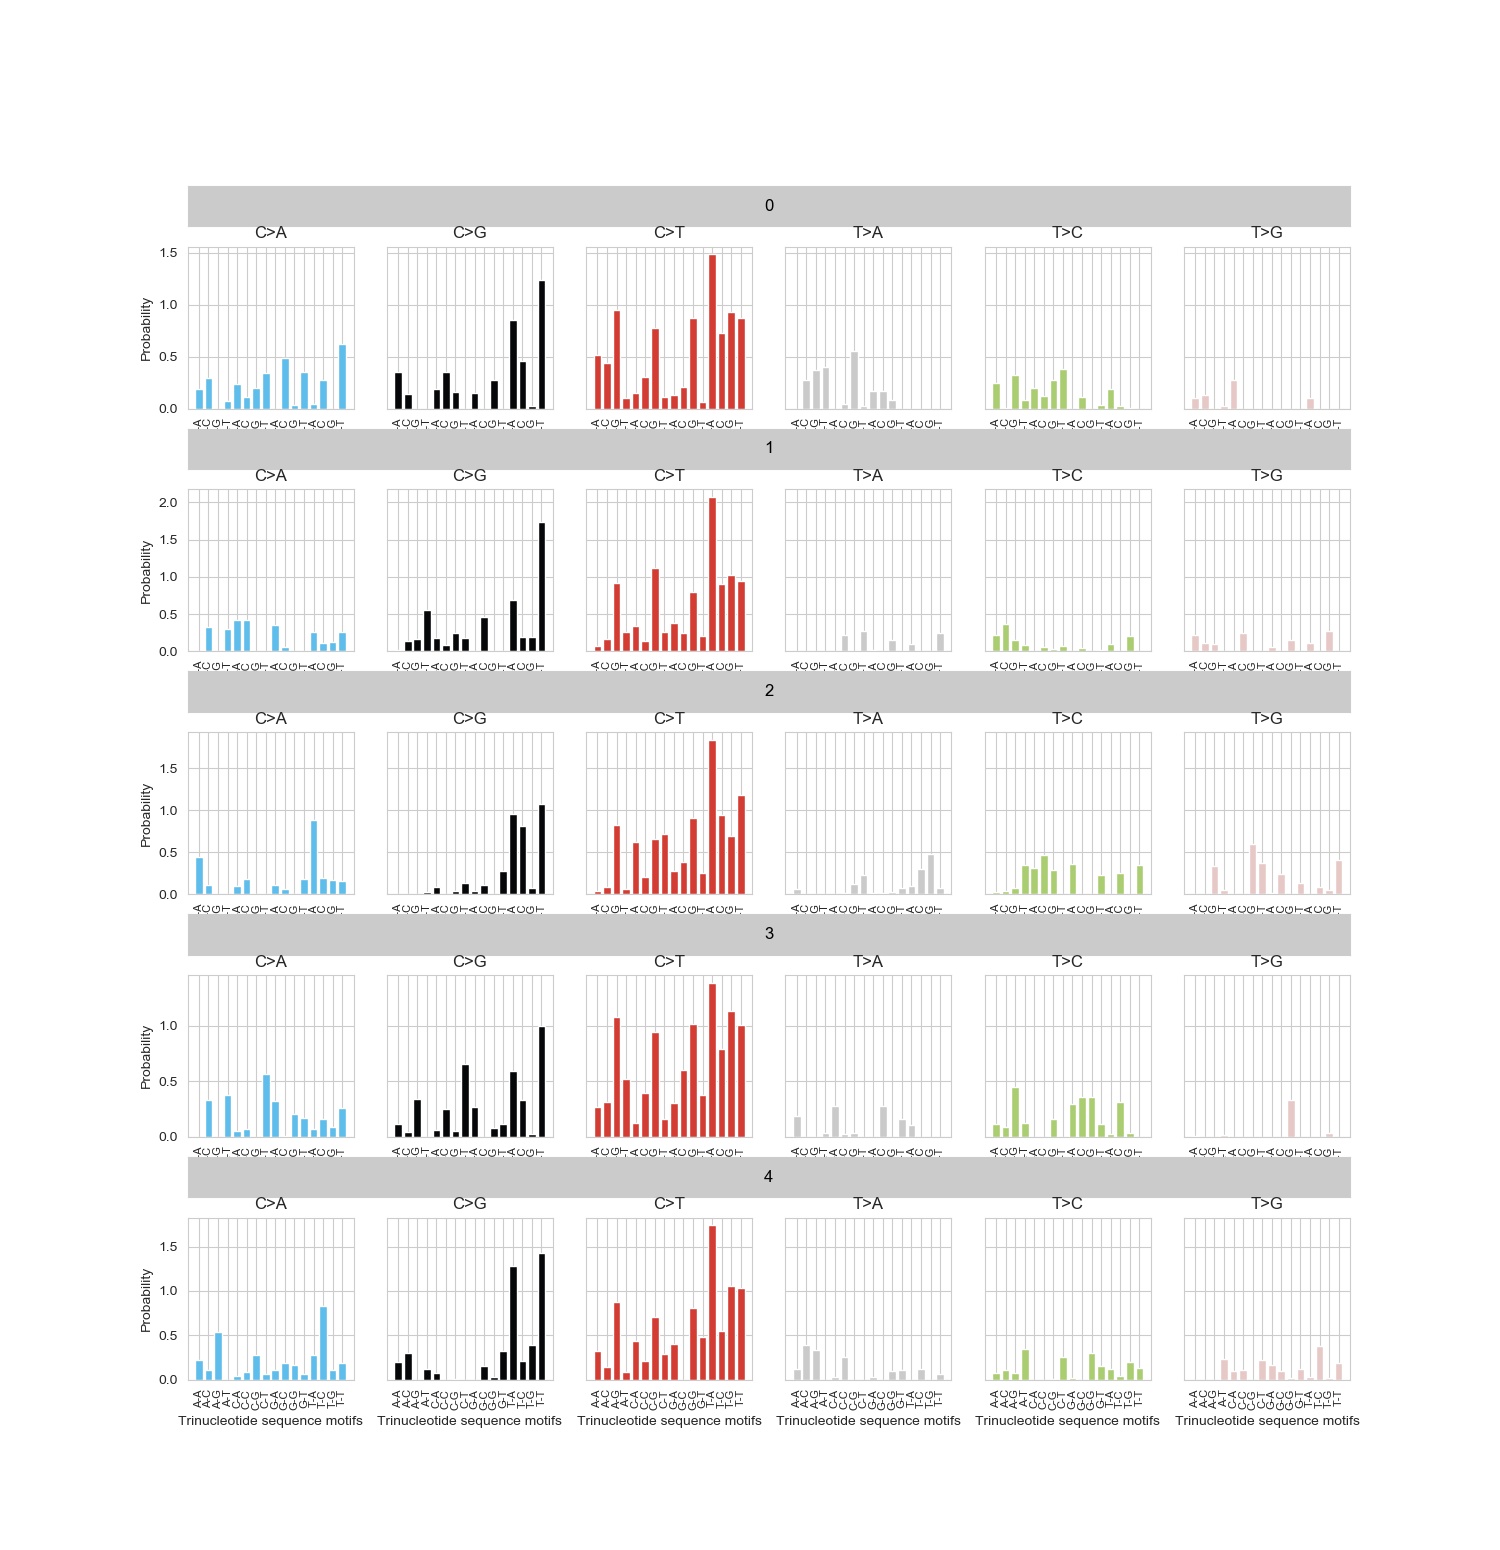 0
C>A C>G C>T T>A T>C T>G
1.5
1.0
0.5
0.0
Probability
1
C>A C>G C>T T>A T>C T>G
2.0
1.5
1.0
0.5
0.0
Probability
2
C>A C>G C>T T>A T>C T>G
1.5
1.0
0.5
0.0
Probability
3
C>A C>G C>T T>A T>C T>G
1.0
0.5
0.0
Probability
4
C>A C>G C>T T>A T>C T>G
1.5
1.0
0.5
0.0
Probability
A-A A-C A-G A-T C-A C-C C-G C-T G-A G-C G-G G-T T-A T-C T-G T-T
A-A A-C A-G A-T C-A C-C C-G C-T G-A G-C G-G G-T T-A T-C T-G T-T
A-A A-C A-G A-T C-A C-C C-G C-T G-A G-C G-G G-T T-A T-C T-G T-T
A-A A-C A-G A-T C-A C-C C-G C-T G-A G-C G-G G-T T-A T-C T-G T-T
A-A A-C A-G A-T C-A C-C C-G C-T G-A G-C G-G G-T T-A T-C T-G T-T
A-A A-C A-G A-T C-A C-C C-G C-T G-A G-C G-G G-T T-A T-C T-G T-T
Trinucleotide sequence motifs Trinucleotide sequence motifs Trinucleotide sequence motifs Trinucleotide sequence motifs Trinucleotide sequence motifs Trinucleotide sequence motifs